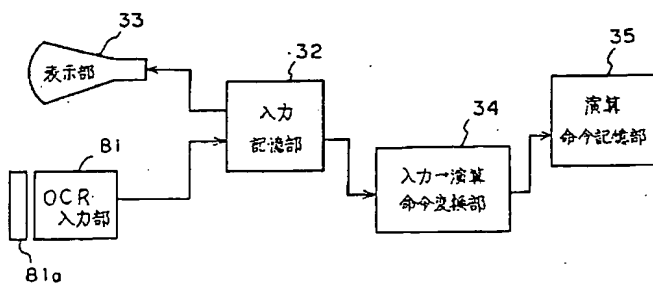 33
表示部
32
入力
記憶部
35
演算
命令記憶部
34
入力→演算
命令変換部
81
OCR
入力部
81a